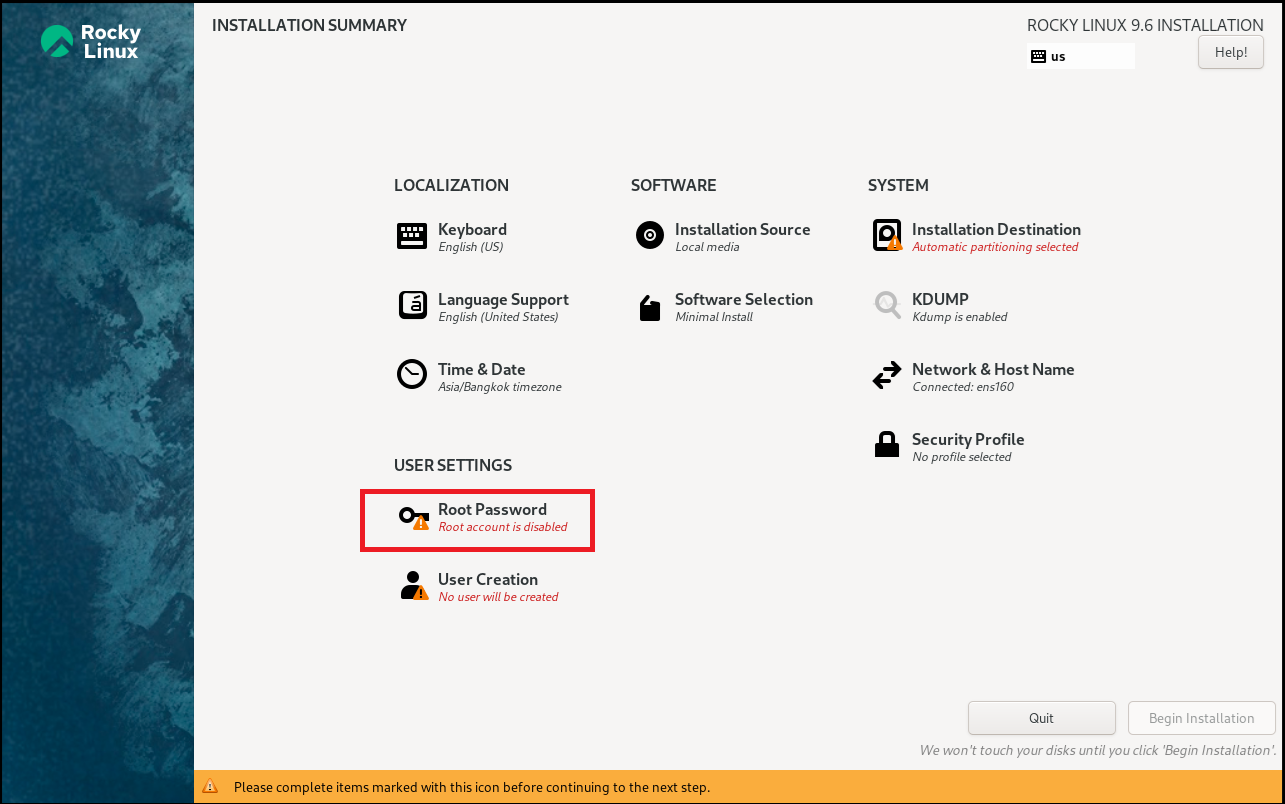 Rocky
Linux
INSTALLATION SUMMARY
ROCKY LINUX 9.6 INSTALLATION
us
Help!
LOCALIZATION
Keyboard
English (US)
Language Support
English (United States)
Time & Date
Asia/Bangkok timezone
SOFTWARE
Installation Source
Local media
Software Selection
Minimal Install
SYSTEM
Installation Destination
Automatic partitioning selected
KDUMP
Kdump is enabled
Network & Host Name
Connected: ens160
Security Profile
No profile selected
USER SETTINGS
Root Password
Root account is disabled
User Creation
No user will be created
Quit
Begin Installation
We won't touch your disks until you click 'Begin Installation'.
Please complete items marked with this icon before continuing to the next step.